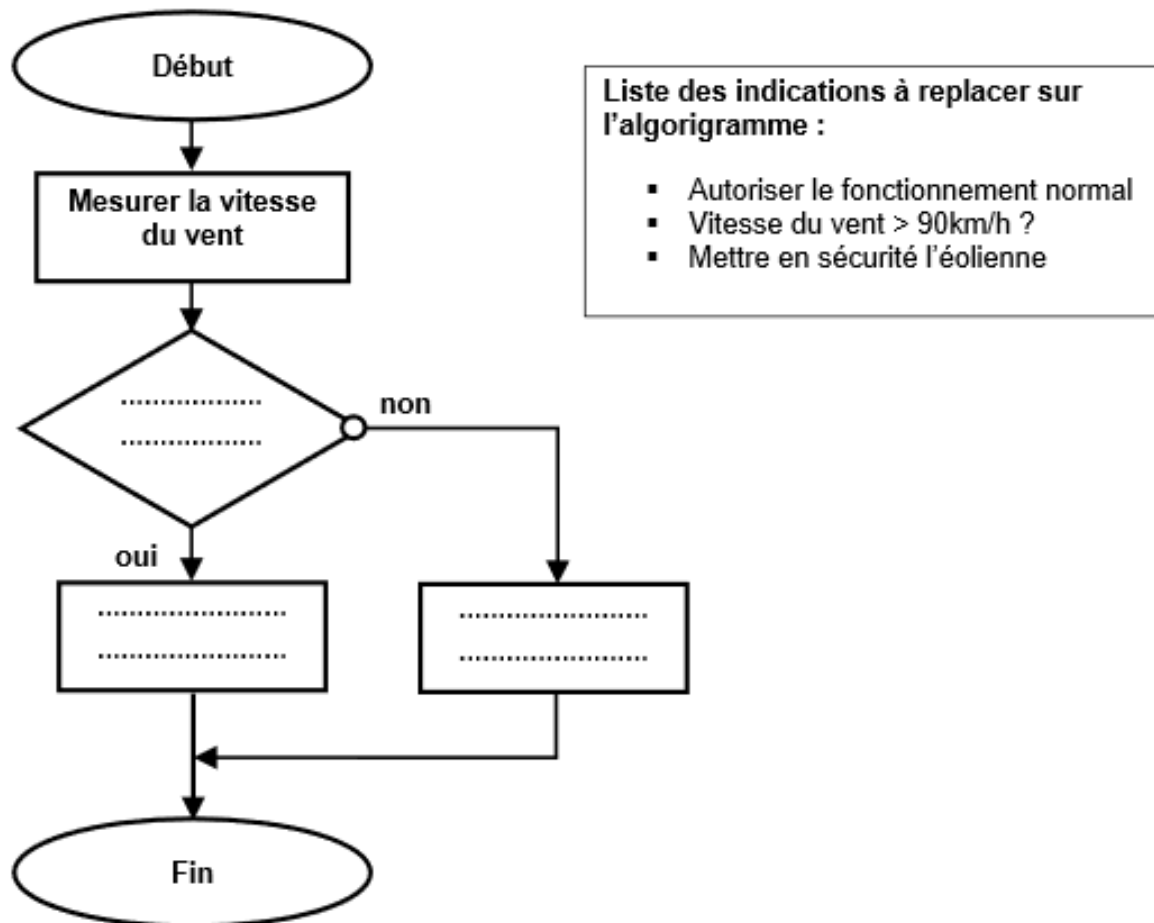 Début
Mesurer la vitesse
du vent
....................
....................
non
oui
...........................
...........................
...........................
...........................
Fin
Liste des indications à replacer sur
l'algorigramme :
▪ Autoriser le fonctionnement normal
▪ Vitesse du vent > 90km/h ?
▪ Mettre en sécurité l'éolienne